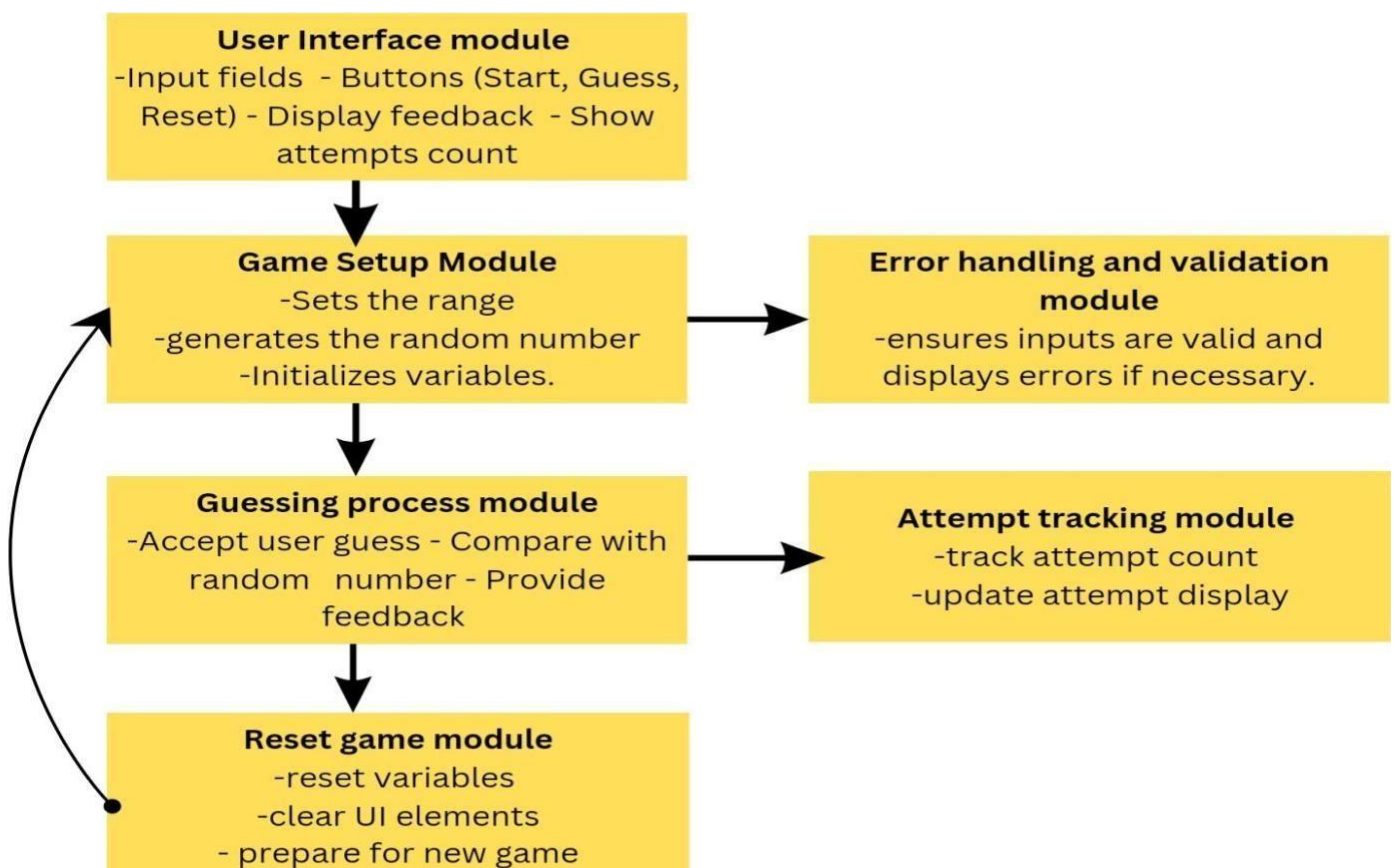 User Interface module
-Input fields - Buttons (Start, Guess,
Reset) - Display feedback - Show
attempts count
Game Setup Module
-Sets the range
-generates the random number
-Initializes variables.
Error handling and validation
module
-ensures inputs are valid and
displays errors if necessary.
Guessing process module
-Accept user guess - Compare with
random number - Provide
feedback
Attempt tracking module
-track attempt count
-update attempt display
Reset game module
-reset variables
-clear UI elements
- prepare for new game